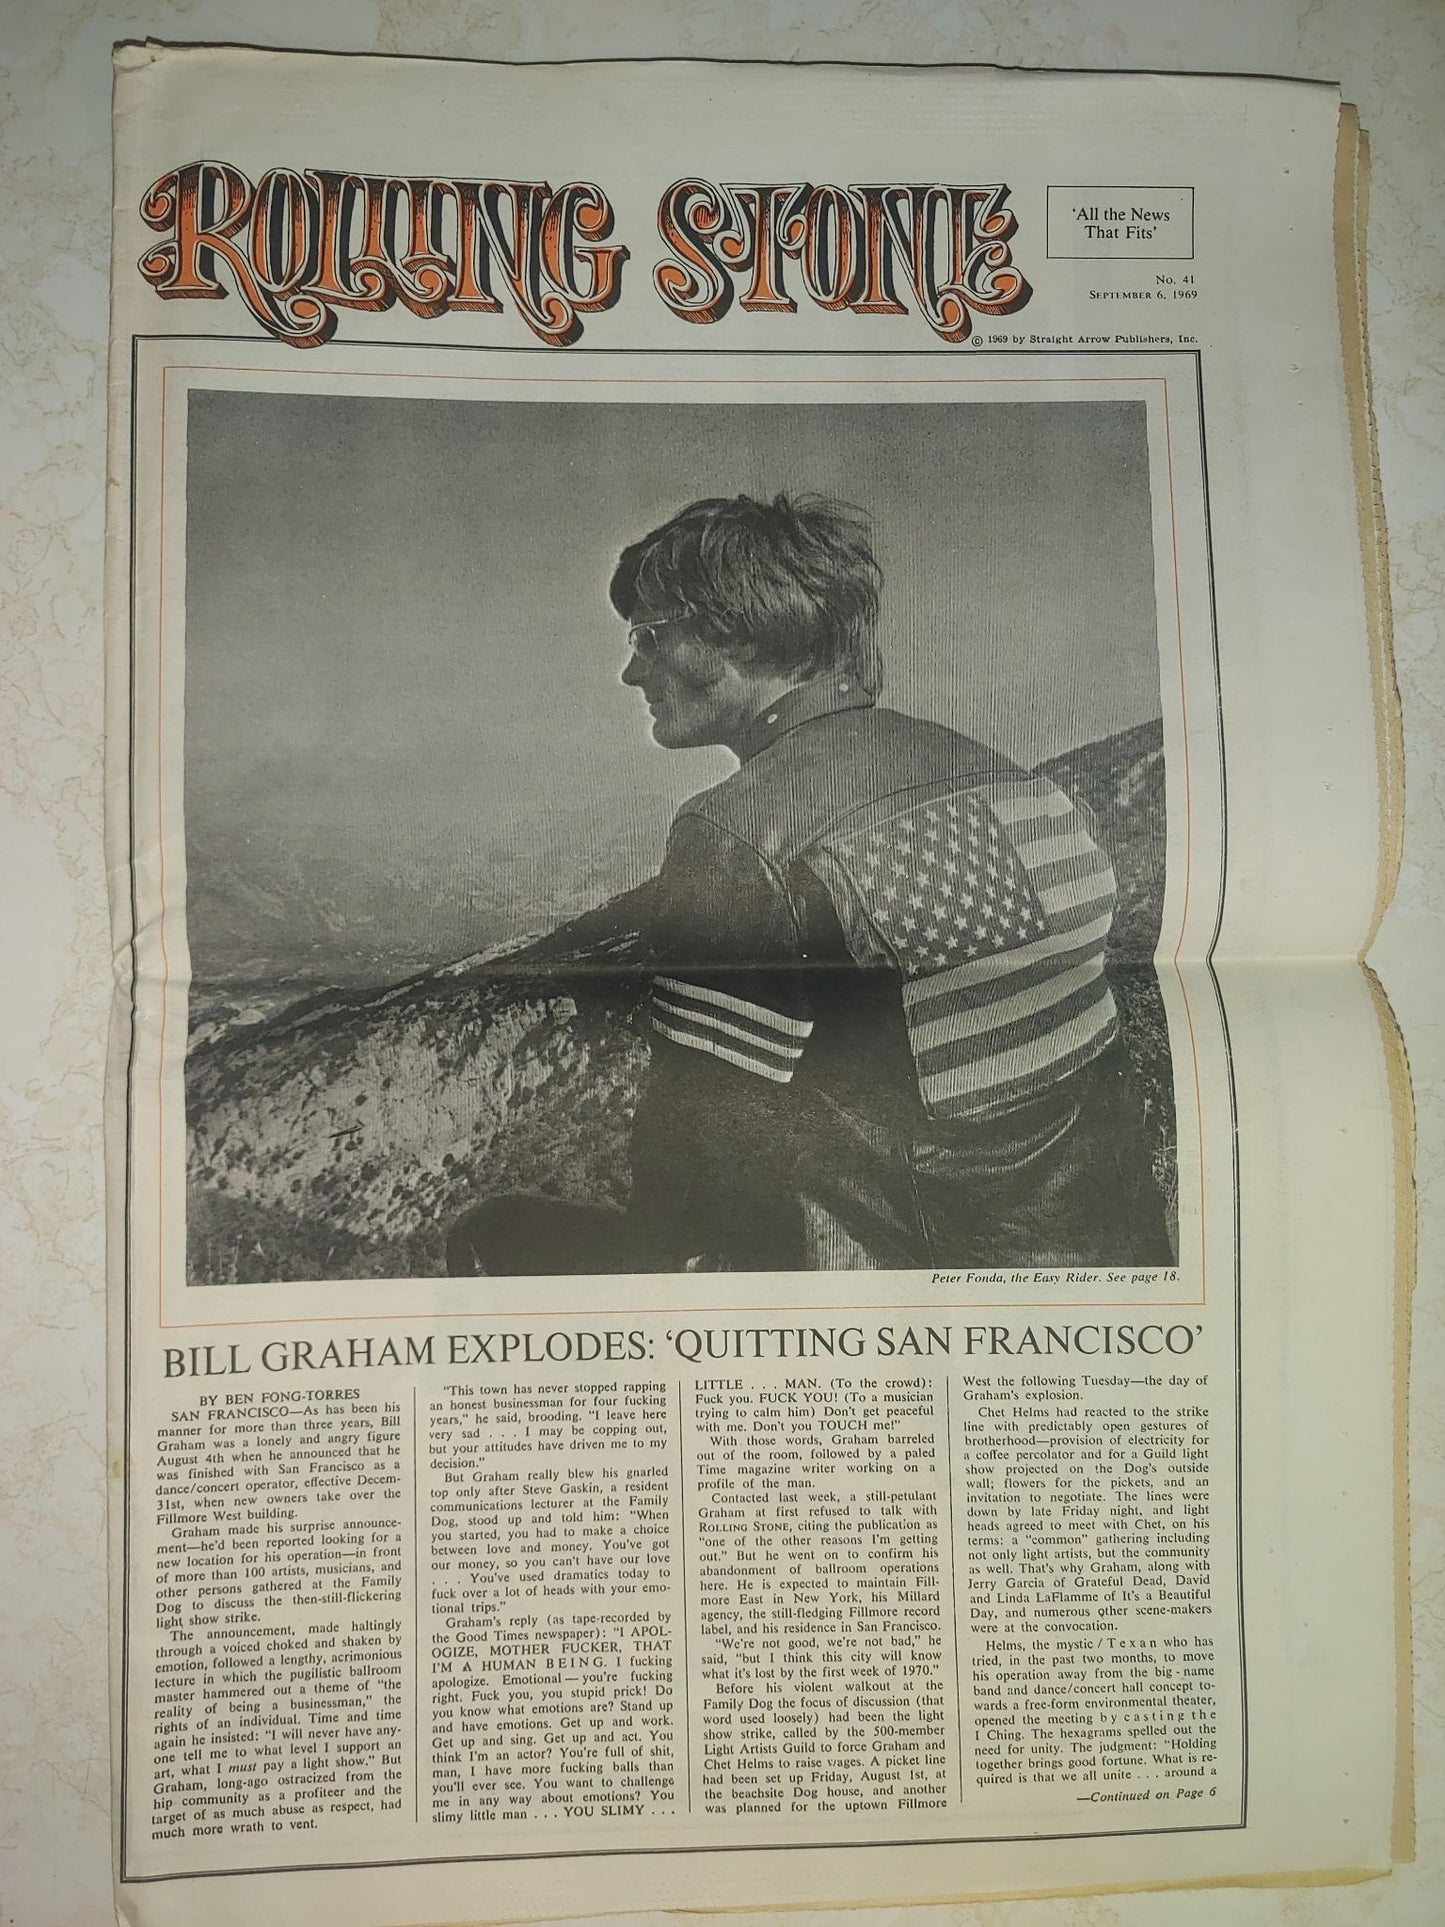 ROLLING STONE
'All the News
That Fits'
No. 41
SEPTEMBER 6, 1969
© 1969 by Straight Arrow Publishers, Inc.
Peter Fonda, the Easy Rider. See page 18.
BILL GRAHAM EXPLODES: 'QUITTING SAN FRANCISCO'
BY BEN FONG-TORRES
SAN FRANCISCO—As has been his
manner for more than three years, Bill
Graham was a lonely and angry figure
August 4th when he announced that he
was finished with San Francisco as a
dance/concert operator, effective Decem-
31st, when new owners take over the
Fillmore West building.
Graham made his surprise announce-
ment—he'd been reported looking for a
new location for his operation—in front
of more than 100 artists, musicians, and
other persons gathered at the Family
Dog to discuss the then-still-flickering
light show strike.
The announcement, made haltingly
through a voiced choked and shaken by
emotion, followed a lengthy, acrimonious
lecture in which the pugilistic ballroom
master hammered out a theme of "the
reality of being a businessman," the
rights of an individual. Time and time
again he insisted: "I will never have any-
one tell me to what level I support an
art, what I must pay a light show." But
Graham, long-ago ostracized from the
hip community as a profiteer and the
target of as much abuse as respect, had
much more wrath to vent.
"This town has never stopped rapping
an honest businessman for four fucking
years," he said, brooding. "I leave here
very sad . . . I may be copping out,
but your attitudes have driven me to my
decision."
But Graham really blew his gnarled
top only after Steve Gaskin, a resident
communications lecturer at the Family
Dog, stood up and told him: "When
you started, you had to make a choice
between love and money. You've got
our money, so you can't have our love
. . . You've used dramatics today to
fuck over a lot of heads with your emo-
tional trips."
Graham's reply (as tape-recorded by
the Good Times newspaper): "I APOL-
OGIZE, MOTHER FUCKER, THAT
I'M A HUMAN BEING. I fucking
apologize. Emotional—you're fucking
right. Fuck you, you stupid prick! Do
you know what emotions are? Stand up
and have emotions. Get up and work.
Get up and sing. Get up and act. You
think I'm an actor? You're full of shit,
man, I have more fucking balls than
you'll ever see. You want to challenge
me in any way about emotions? You
slimy little man . . . YOU SLIMY . . .
LITTLE . . . MAN. (To the crowd):
Fuck you. FUCK YOU! (To a musician
trying to calm him) Don't get peaceful
with me. Don't you TOUCH me!"
With those words, Graham barreled
out of the room, followed by a paled
Time magazine writer working on a
profile of the man.
Contacted last week, a still-petulant
Graham at first refused to talk with
ROLLING STONE, citing the publication as
"one of the other reasons I'm getting
out." But he went on to confirm his
abandonment of ballroom operations
here. He is expected to maintain Fill-
more East in New York, his Millard
agency, the still-fledging Fillmore record
label, and his residence in San Francisco.
"We're not good, we're not bad," he
said, "but I think this city will know
what it's lost by the first week of 1970."
Before his violent walkout at the
Family Dog the focus of discussion (that
word used loosely) had been the light
show strike, called by the 500-member
Light Artists Guild to force Graham and
Chet Helms to raise wages. A picket line
had been set up Friday, August 1st, at
the beachsite Dog house, and another
was planned for the uptown Fillmore
West the following Tuesday—the day of
Graham's explosion.
Chet Helms had reacted to the strike
line with predictably open gestures of
brotherhood—provision of electricity for
a coffee percolator and for a Guild light
show projected on the Dog's outside
wall; flowers for the pickets, and an
invitation to negotiate. The lines were
down by late Friday night, and light
heads agreed to meet with Chet, on his
terms: a "common" gathering including
not only light artists, but the community
as well. That's why Graham, along with
Jerry Garcia of Grateful Dead, David
and Linda LaFlamme of It's a Beautiful
Day, and numerous other scene-makers
were at the convocation.
Helms, the mystic / Texan who has
tried, in the past two months, to move
his operation away from the big-name
band and dance/concert hall concept to-
wards a free-form environmental theater,
opened the meeting by casting the
I Ching. The hexagrams spelled out the
need for unity. The judgment: "Holding
together brings good fortune. What is re-
quired is that we all unite . . . around a
—Continued on Page 6